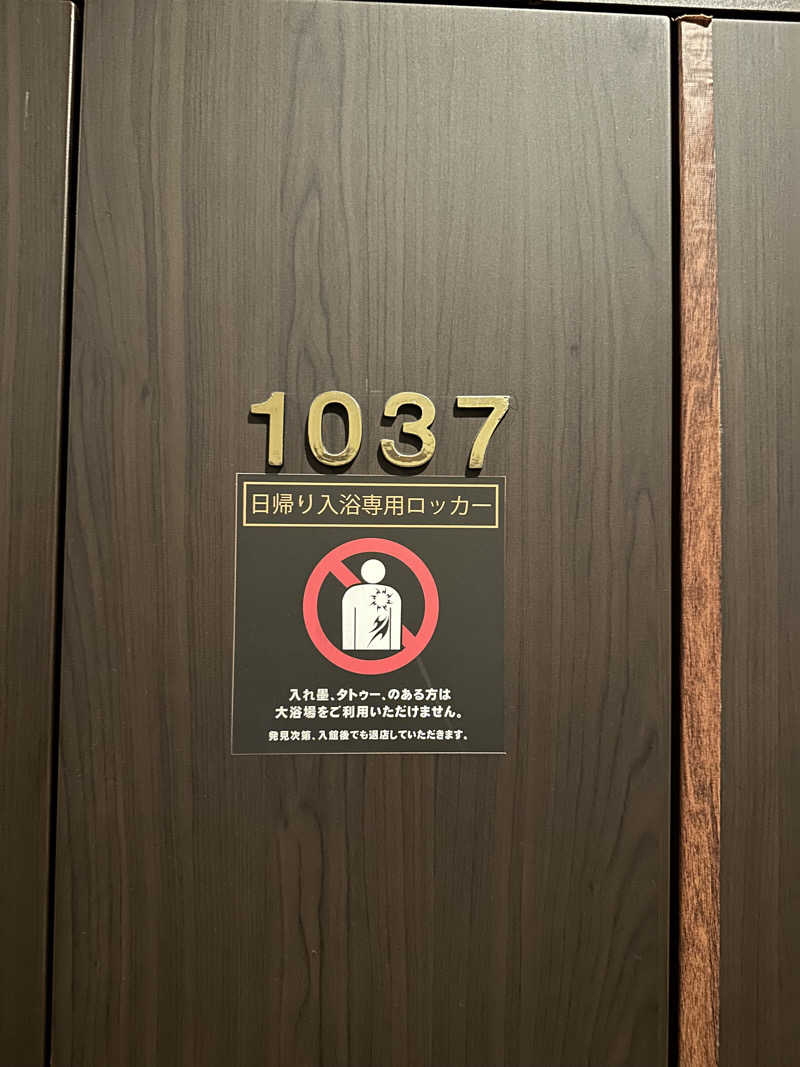 1037
日帰り入浴専用ロッカー
入れ墨、タトゥー、のある方は
大浴場をご利用いただけません。
発見次第、入館後でも退店していただきます。